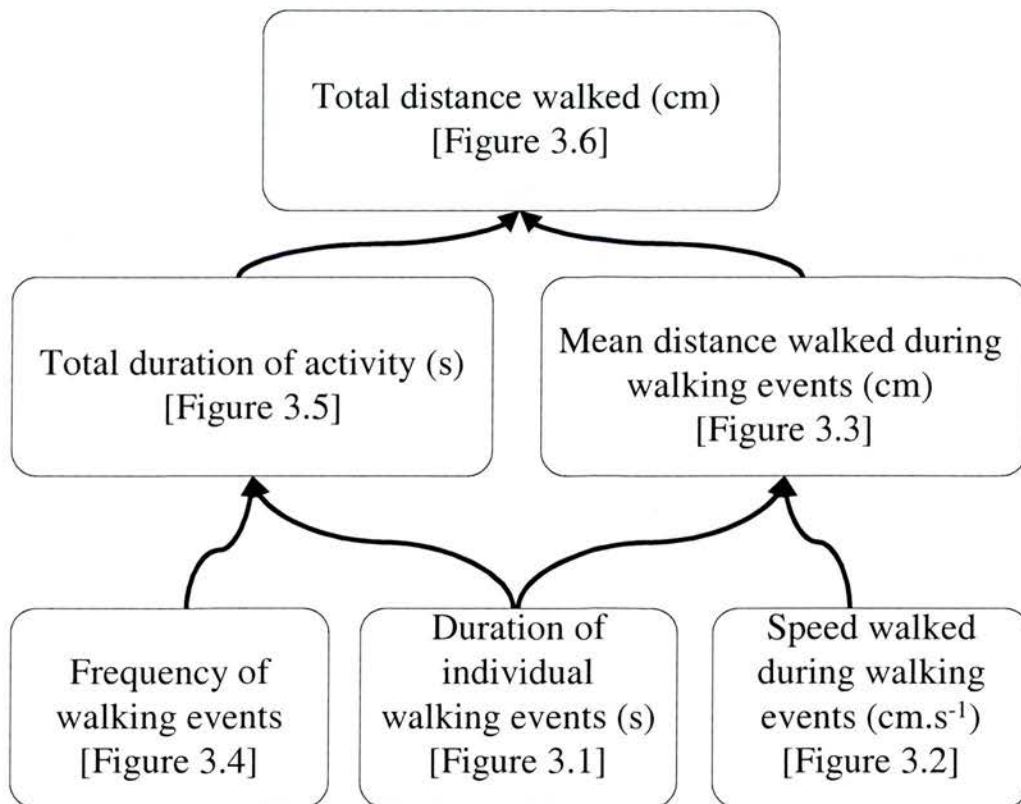 Total distance walked (cm)
[Figure 3.6]
Total duration of activity (s)
[Figure 3.5]
Mean distance walked during
walking events (cm)
[Figure 3.3]
Frequency of
walking events
[Figure 3.4]
Duration of
individual
walking events (s)
[Figure 3.1]
Speed walked
during walking
events (cm.s⁻¹)
[Figure 3.2]